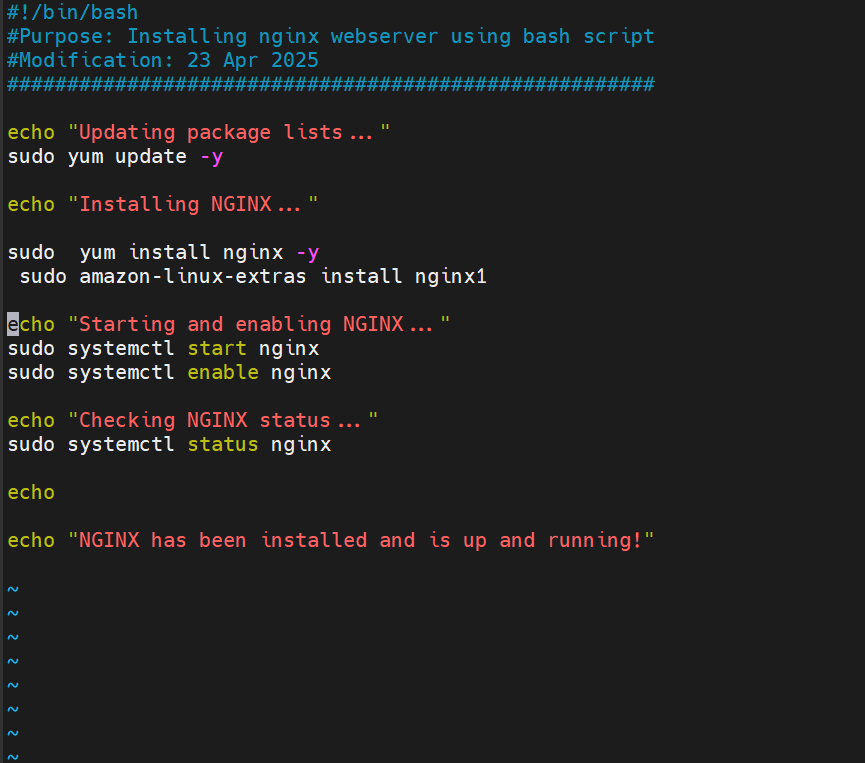 #!/bin/bash
#Purpose: Installing nginx webserver using bash script
#Modification: 23 Apr 2025
######################################################

echo "Updating package lists..."
sudo yum update -y

echo "Installing NGINX..."

sudo  yum install nginx -y
 sudo amazon-linux-extras install nginx1

echo "Starting and enabling NGINX..."
sudo systemctl start nginx
sudo systemctl enable nginx

echo "Checking NGINX status..."
sudo systemctl status nginx

echo

echo "NGINX has been installed and is up and running!"

~
~
~
~
~
~
~
~